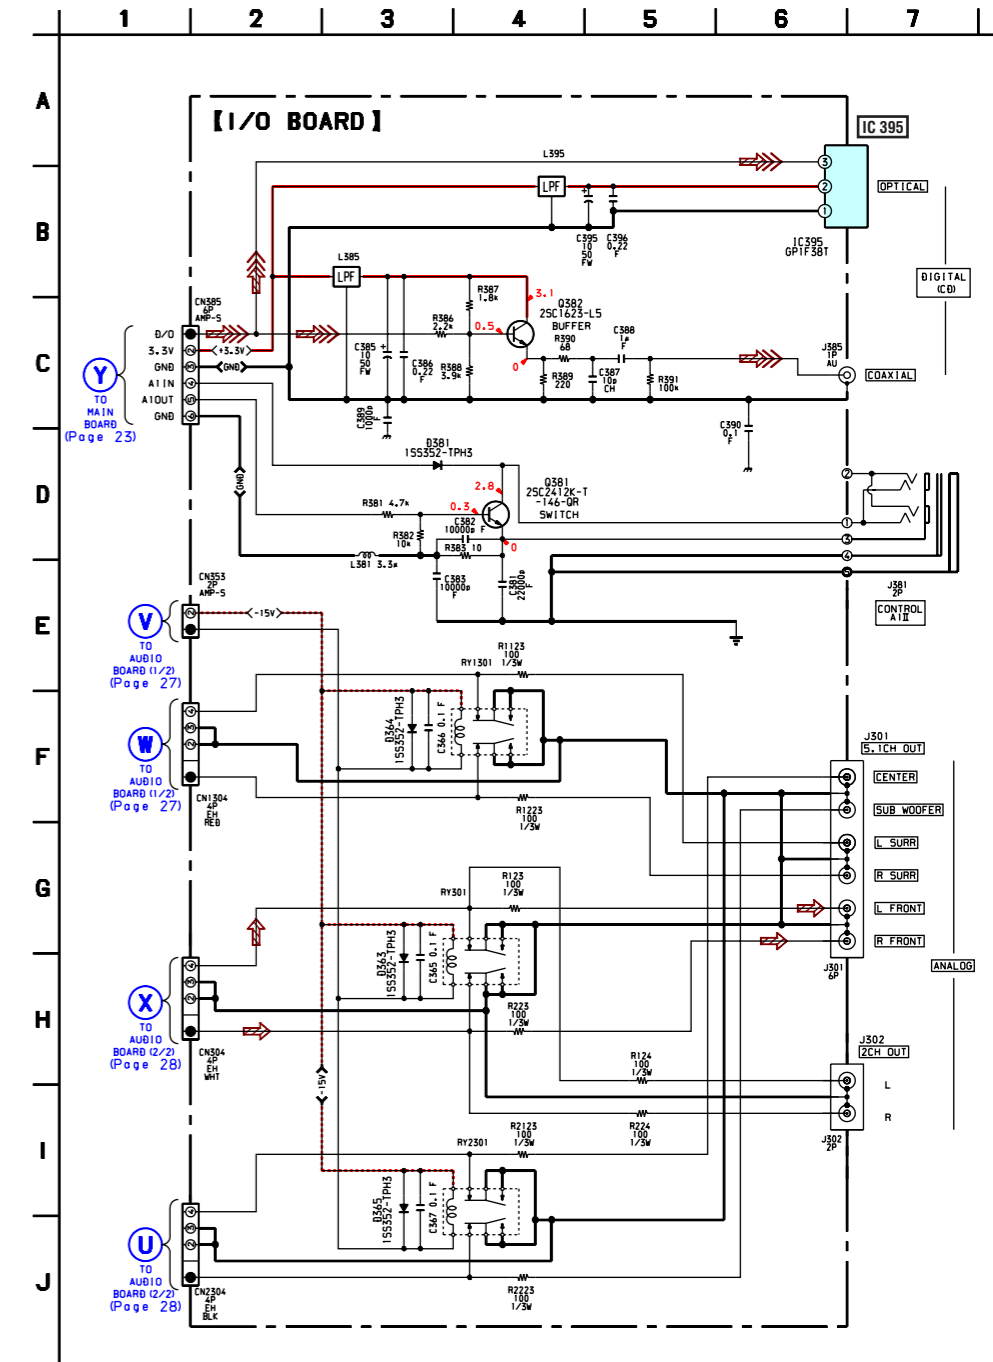 1 2 3 4 5 6 7
A
B
C
D
E
F
G
H
I
J
【I/O BOARD】
IC 395
L395
3
LPF
2
OPTICAL
1
C395
10
50
FW
C396
0.22
F
IC395
GP1F38T
DIGITAL
(CD)
L385
LPF
3.1
R387
1.8k
Q382
2SC1623-L5
BUFFER
CN385
6P
AMP-S
R386
2.2k
0.5
R390
68
C388
1μ
F
D/O
3.3V
GND
A1IN
A1OUT
GND
(+3.3V)
GND
C385
10
50
FW
C386
0.22
F
R388
3.9k
0
R389
220
C387
10p
CH
R391
100k
J385
1P
AU
COAXIAL
Y
TO
MAIN
BOARD
(Page 23)
C389
1000p
F
C390
0.1
F
D381
1SS352-TPH3
GND
2.8
Q381
2SC2412K-T
-146-QR
SWITCH
R381 4.7k
0.3
R382
10k
C382
10000p F
R383 10
0
L381 3.3μ
C383
10000p
F
C381
22000p
F
2
1
3
4
5
J381
2P
CONTROL
A1Ⅱ
CN353
2P
AMP-S
-15V
V
TO
AUDIO
BOARD (1/2)
(Page 27)
R1123
100
1/3W
RY1301
D364
1SS352-TPH3
C366 0.1 F
W
TO
AUDIO
BOARD (1/2)
(Page 27)
CN1304
4P
EH
RED
R1223
100
1/3W
J301
5.1CH OUT
CENTER
SUB WOOFER
L SURR
R SURR
L FRONT
R FRONT
J301
6P
ANALOG
R123
100
1/3W
RY301
D363
1SS352-TPH3
C365 0.1 F
X
TO
AUDIO
BOARD (2/2)
(Page 28)
CN304
4P
EH
WHT
R223
100
1/3W
R124
100
1/3W
J302
2CH OUT
L
R
J302
2P
-15V
R224
100
1/3W
R2123
100
1/3W
RY2301
D365
1SS352-TPH3
C367 0.1 F
U
TO
AUDIO
BOARD (2/2)
(Page 28)
CN2304
4P
EH
BLK
R2223
100
1/3W